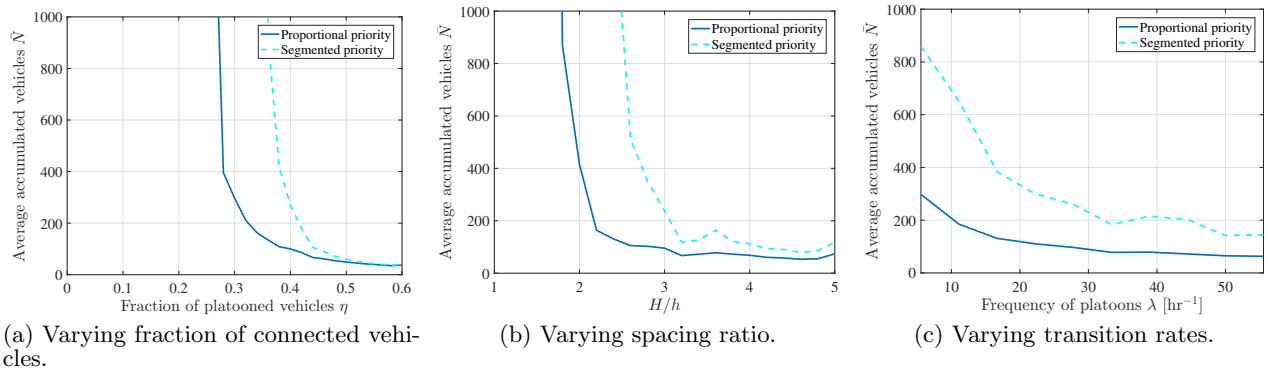 1000
800
600
400
200
0
Average accumulated vehicles N̄
Proportional priority
Segmented priority
0 0.1 0.2 0.3 0.4 0.5 0.6
Fraction of platooned vehicles η
(a) Varying fraction of connected vehi-
cles.
1000
800
600
400
200
0
Average accumulated vehicles N̄
Proportional priority
Segmented priority
1 2 3 4 5
H/h
(b) Varying spacing ratio.
1000
800
600
400
200
0
Average accumulated vehicles N̄
Proportional priority
Segmented priority
10 20 30 40 50
Frequency of platoons λ [hr⁻¹]
(c) Varying transition rates.